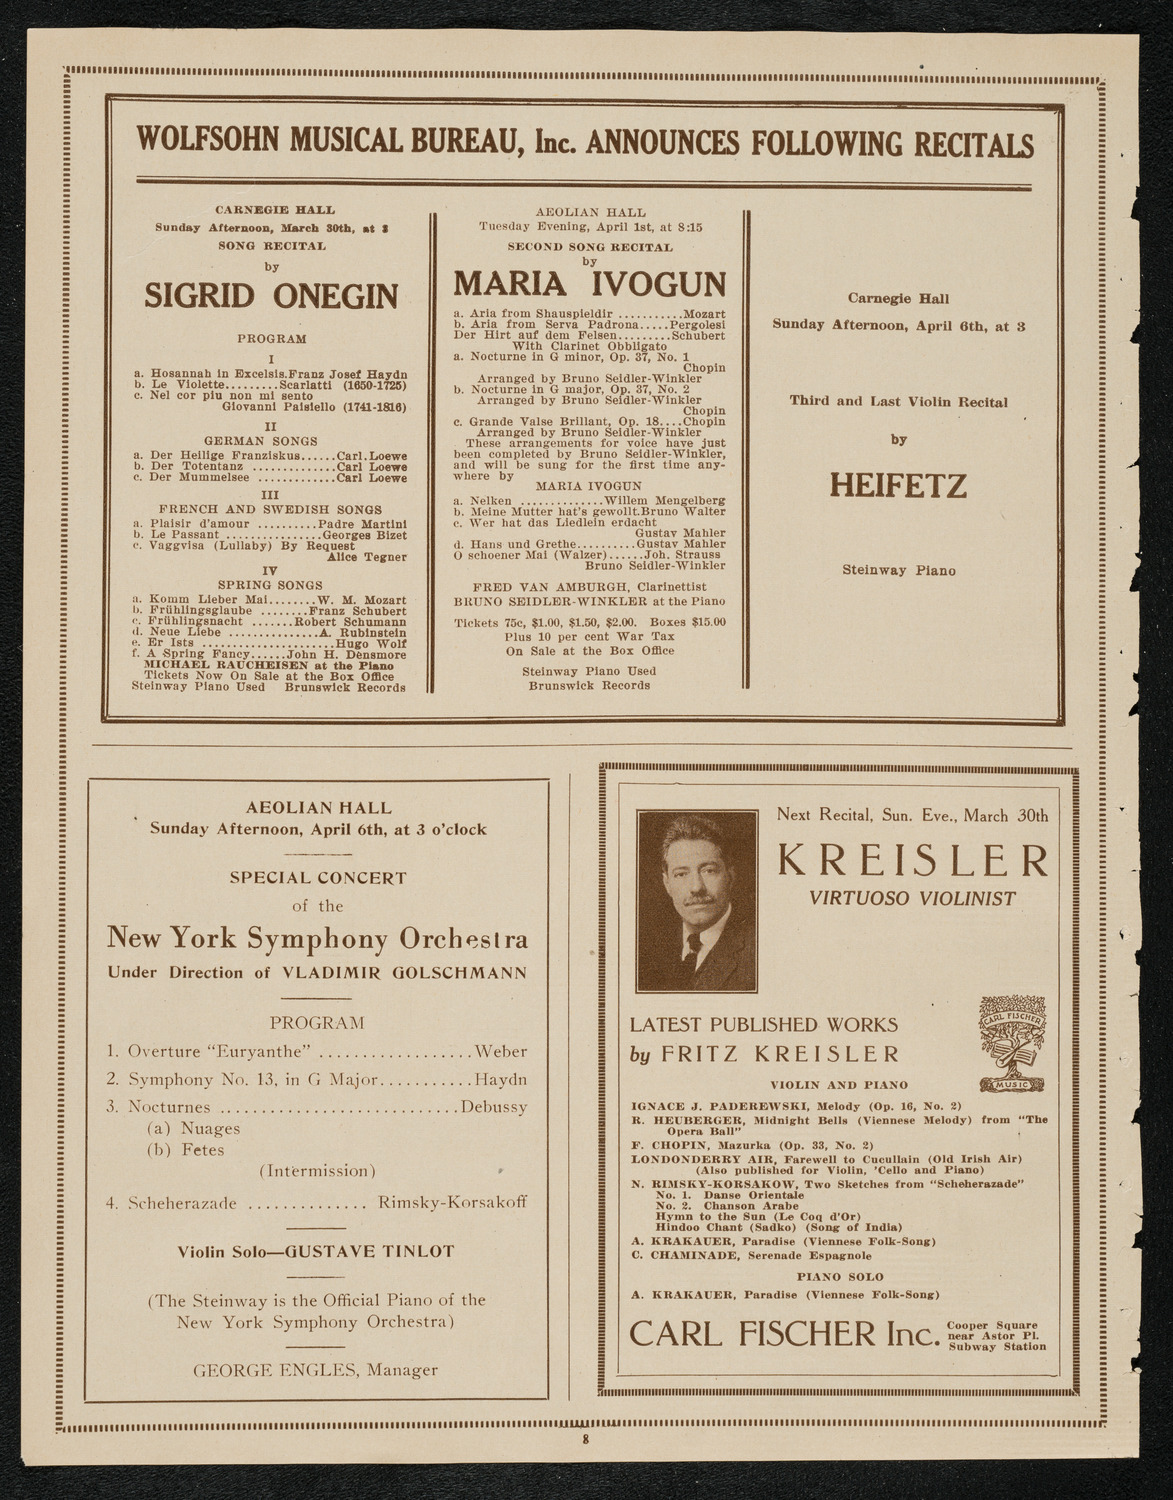 WOLFSOHN MUSICAL BUREAU, Inc. ANNOUNCES FOLLOWING RECITALS
CARNEGIE HALL
Sunday Afternoon, March 30th, at 3
SONG RECITAL
by
SIGRID ONEGIN
PROGRAM
I
a. Hosannah in Excelsis.Franz Josef Haydn
b. Le Violette.........Scarlatti (1650-1725)
c. Nel cor piu non mi sento
Giovanni Paisiello (1741-1816)
II
GERMAN SONGS
a. Der Heilige Franziskus......Carl.Loewe
b. Der Totentanz ..............Carl Loewe
c. Der Mummelsee .............Carl Loewe
III
FRENCH AND SWEDISH SONGS
a. Plaisir d'amour ..........Padre Martini
b. Le Passant ................Georges Bizet
c. Vaggvisa (Lullaby) By Request
Alice Tegner
IV
SPRING SONGS
a. Komm Lieber Mai........W. M. Mozart
b. Frühlingsglaube ........Franz Schubert
c. Frühlingsnacht .......Robert Schumann
d. Neue Liebe ...............A. Rubinstein
e. Er Ists ......................Hugo Wolf
f. A Spring Fancy.....John H. Densmore
MICHAEL RAUCHEISEN at the Piano
Tickets Now On Sale at the Box Office
Steinway Piano Used Brunswick Records
AEOLIAN HALL
Tuesday Evening, April 1st, at 8:15
SECOND SONG RECITAL
by
MARIA IVOGUN
a. Aria from Shauspieldir ...........Mozart
b. Aria from Serva Padrona.....Pergolesi
Der Hirt auf dem Felsen.........Schubert
With Clarinet Obbligato
a. Nocturne in G minor, Op. 37, No. 1
Chopin
Arranged by Bruno Seidler-Winkler
b. Nocturne in G major, Op. 37, No. 2
Arranged by Bruno Seidler-Winkler
Chopin
c. Grande Valse Brillant, Op. 18....Chopin
Arranged by Bruno Seidler-Winkler
These arrangements for voice have just
been completed by Bruno Seidler-Winkler,
and will be sung for the first time any-
where by
MARIA IVOGUN
a. Nelken ..............Willem Mengelberg
b. Meine Mutter hat's gewollt.Bruno Walter
c. Wer hat das Liedlein erdacht
Gustav Mahler
d. Hans und Grethe..........Gustav Mahler
O schoener Mai (Walzer)......Joh. Strauss
Bruno Seidler-Winkler
FRED VAN AMBURGH, Clarinettist
BRUNO SEIDLER-WINKLER at the Piano
Tickets 75c, $1.00, $1.50, $2.00. Boxes $15.00
Plus 10 per cent War Tax
On Sale at the Box Office
Steinway Piano Used
Brunswick Records
Carnegie Hall
Sunday Afternoon, April 6th, at 3
Third and Last Violin Recital
by
HEIFETZ
Steinway Piano
AEOLIAN HALL
Sunday Afternoon, April 6th, at 3 o'clock
SPECIAL CONCERT
of the
New York Symphony Orchestra
Under Direction of VLADIMIR GOLSCHMANN
PROGRAM
1. Overture "Euryanthe" .................Weber
2. Symphony No. 13, in G Major..........Haydn
3. Nocturnes ..........................Debussy
(a) Nuages
(b) Fetes
(Intermission)
4. Scheherazade ............. Rimsky-Korsakoff
Violin Solo—GUSTAVE TINLOT
(The Steinway is the Official Piano of the
New York Symphony Orchestra)
GEORGE ENGLES, Manager
Next Recital, Sun. Eve., March 30th
KREISLER
VIRTUOSO VIOLINIST
LATEST PUBLISHED WORKS
by FRITZ KREISLER
CARL FISCHER
MUSIC
VIOLIN AND PIANO
IGNACE J. PADEREWSKI, Melody (Op. 16, No. 2)
R. HEUBERGER, Midnight Bells (Viennese Melody) from "The
Opera Ball"
F. CHOPIN, Mazurka (Op. 33, No. 2)
LONDONDERRY AIR, Farewell to Cucullain (Old Irish Air)
(Also published for Violin, 'Cello and Piano)
N. RIMSKY-KORSAKOW, Two Sketches from "Scheherazade"
No. 1. Danse Orientale
No. 2. Chanson Arabe
Hymn to the Sun (Le Coq d'Or)
Hindoo Chant (Sadko) (Song of India)
A. KRAKAUER, Paradise (Viennese Folk-Song)
C. CHAMINADE, Serenade Espagnole
PIANO SOLO
A. KRAKAUER, Paradise (Viennese Folk-Song)
CARL FISCHER Inc.
Cooper Square
near Astor Pl.
Subway Station
8